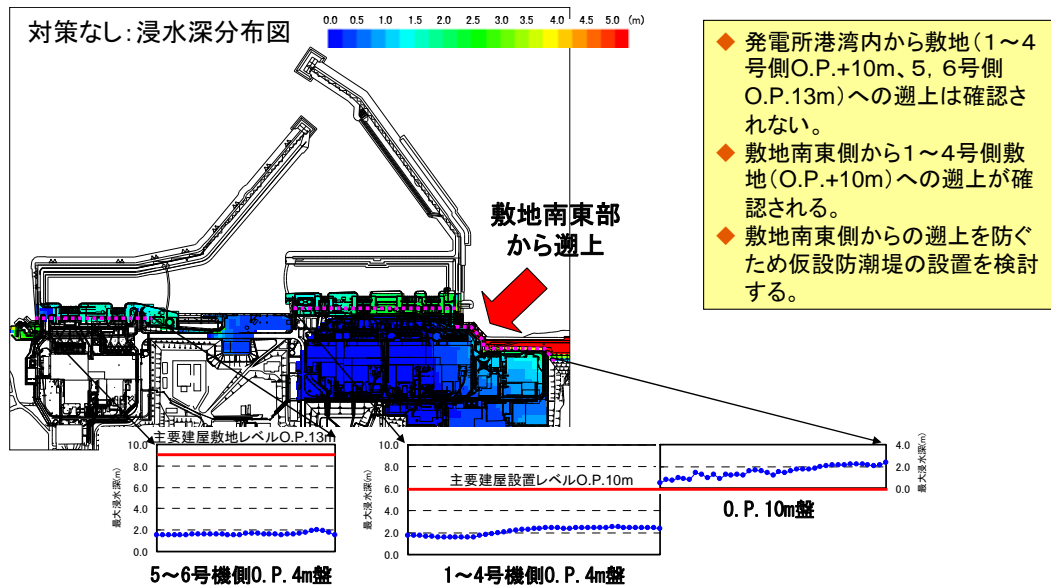 対策なし:浸水深分布図
0.0 0.5 1.0 1.5 2.0 2.5 3.0 3.5 4.0 4.5 5.0 (m)
◆ 発電所港湾内から敷地(1～4
号側O.P.+10m、5, 6号側
O.P.13m)への遡上は確認さ
れない。
◆ 敷地南東側から1～4号側敷
地(O.P.+10m)への遡上が確
認される。
◆ 敷地南東側からの遡上を防ぐ
ため仮設防潮堤の設置を検討
する。
敷地南東部
から遡上
主要建屋敷地レベルO.P.13m
最大浸水深(m)
10.0
8.0
6.0
4.0
2.0
0.0
5～6号機側O.P.4m盤
主要建屋設置レベルO.P.10m
最大浸水深(m)
10.0
8.0
6.0
4.0
2.0
0.0
1～4号機側O.P.4m盤
4.0
2.0
0.0
最大浸水深(m)
O.P.10m盤